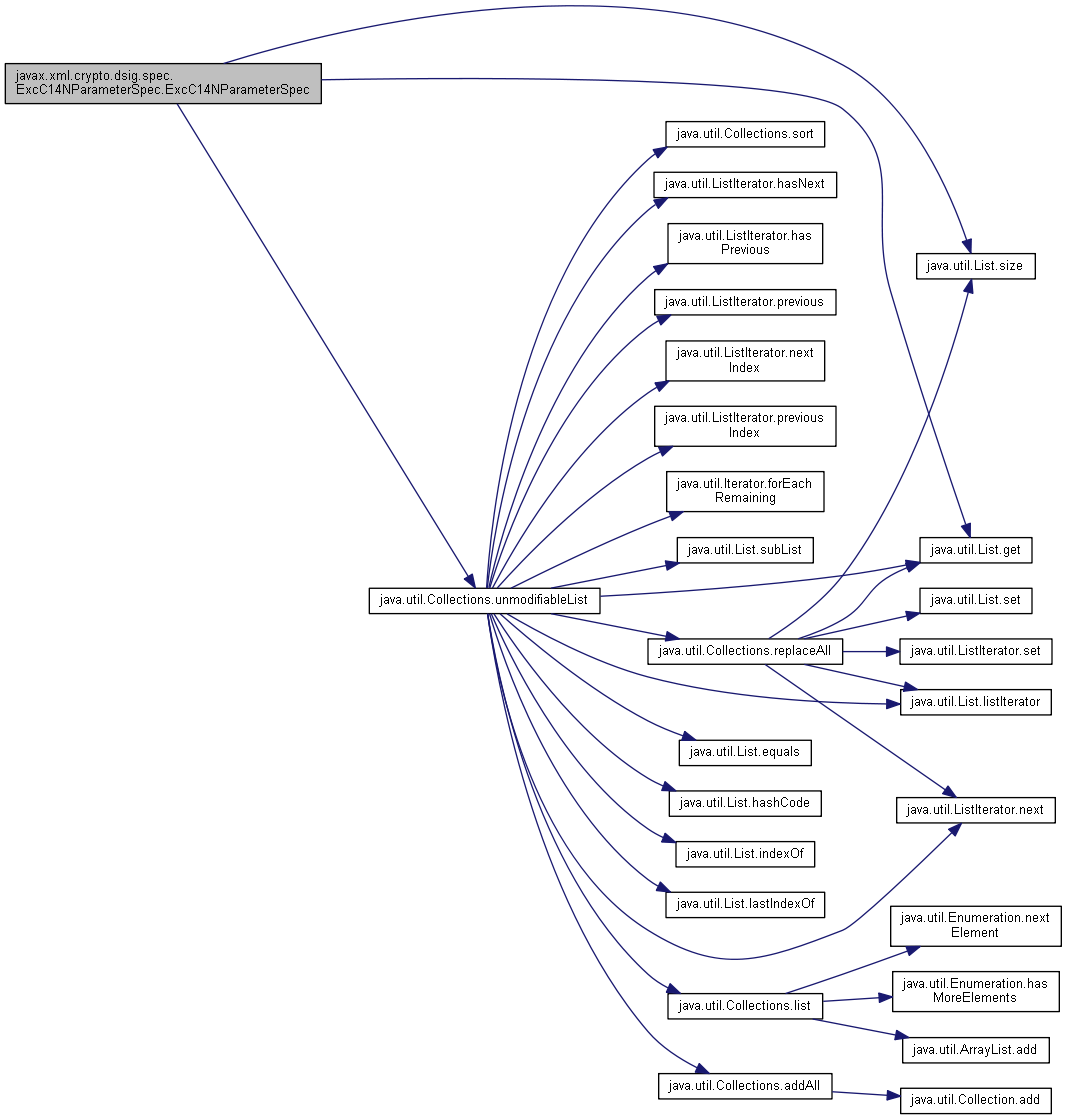 javax.xml.crypto.dsig.spec.
ExcC14NParameterSpec.ExcC14NParameterSpec
java.util.Collections.sort
java.util.ListIterator.hasNext
java.util.ListIterator.has
Previous
java.util.List.size
java.util.ListIterator.previous
java.util.ListIterator.next
Index
java.util.ListIterator.previous
Index
java.util.Iterator.forEach
Remaining
java.util.List.subList
java.util.List.get
java.util.Collections.unmodifiableList
java.util.List.set
java.util.Collections.replaceAll
java.util.ListIterator.set
java.util.List.listIterator
java.util.List.equals
java.util.List.hashCode
java.util.ListIterator.next
java.util.List.indexOf
java.util.List.lastIndexOf
java.util.Enumeration.next
Element
java.util.Enumeration.has
MoreElements
java.util.Collections.list
java.util.ArrayList.add
java.util.Collections.addAll
java.util.Collection.add